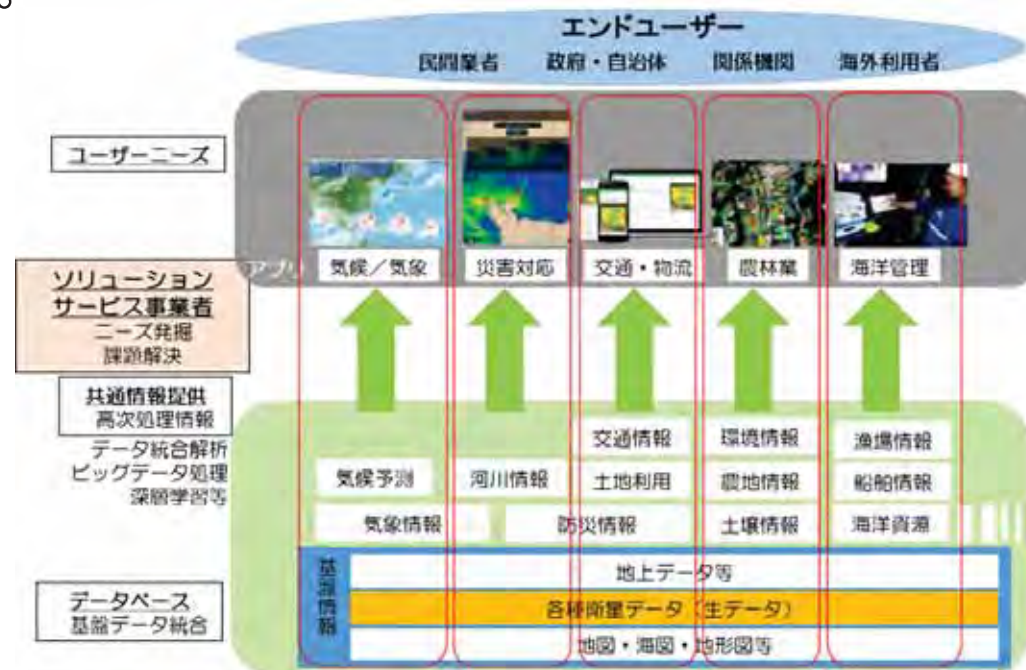 エンドユーザー
民間業者 政府・自治体 関係機関 海外利用者
ユーザーニーズ
アプリ
気候／気象 災害対応 交通・物流 農林業 海洋管理
ソリューション
サービス事業者
ニーズ発掘
課題解決
共通情報提供
高次処理情報
データ統合解析
ビッグデータ処理
深層学習等
交通情報 環境情報 漁場情報
気候予測 河川情報 土地利用 農地情報 船舶情報
気象情報 防災情報 土壌情報 海洋資源
データベース
基盤データ統合
基盤情報
地上データ等
各種衛星データ（生データ）
地図・海図・地形図等